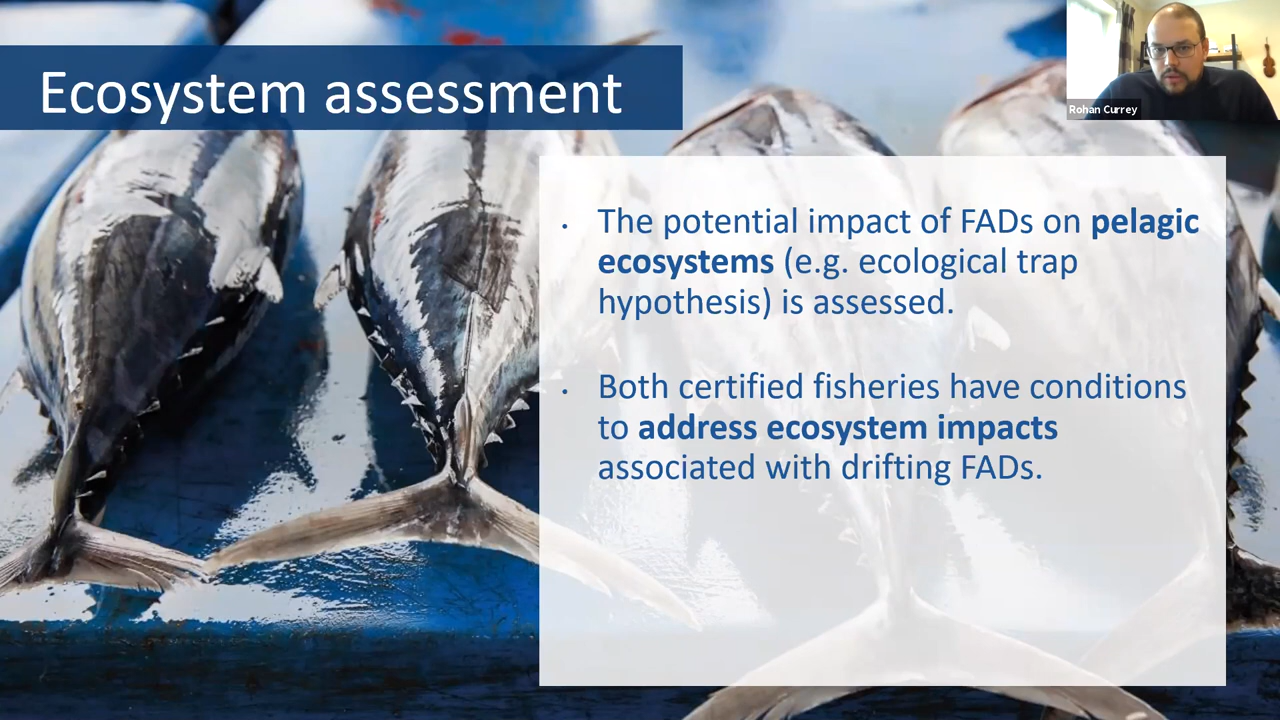 Ecosystem assessment
Rohan Currey
• The potential impact of FADs on pelagic
ecosystems (e.g. ecological trap
hypothesis) is assessed.
• Both certified fisheries have conditions
to address ecosystem impacts
associated with drifting FADs.